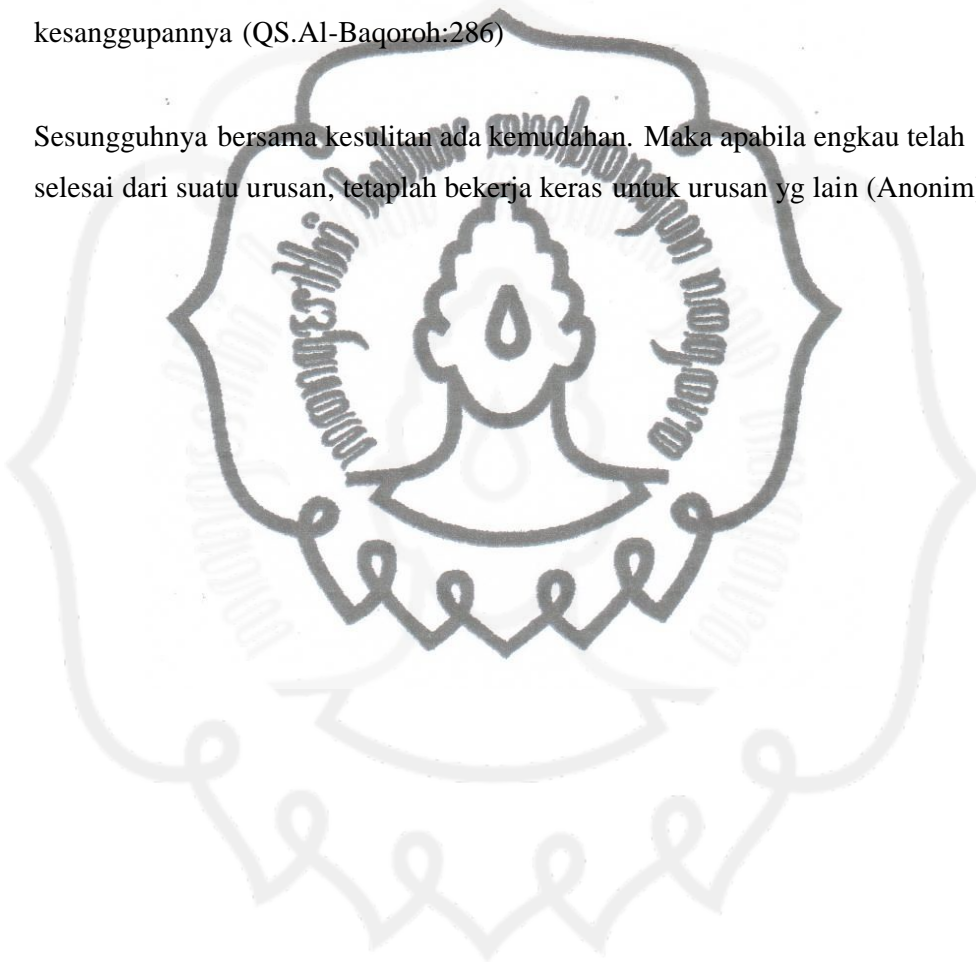 kesanggupannya (QS.Al-Baqoroh:286)
Sesungguhnya bersama kesulitan ada kemudahan. Maka apabila engkau telah
selesai dari suatu urusan, tetaplah bekerja keras untuk urusan yg lain (Anonim